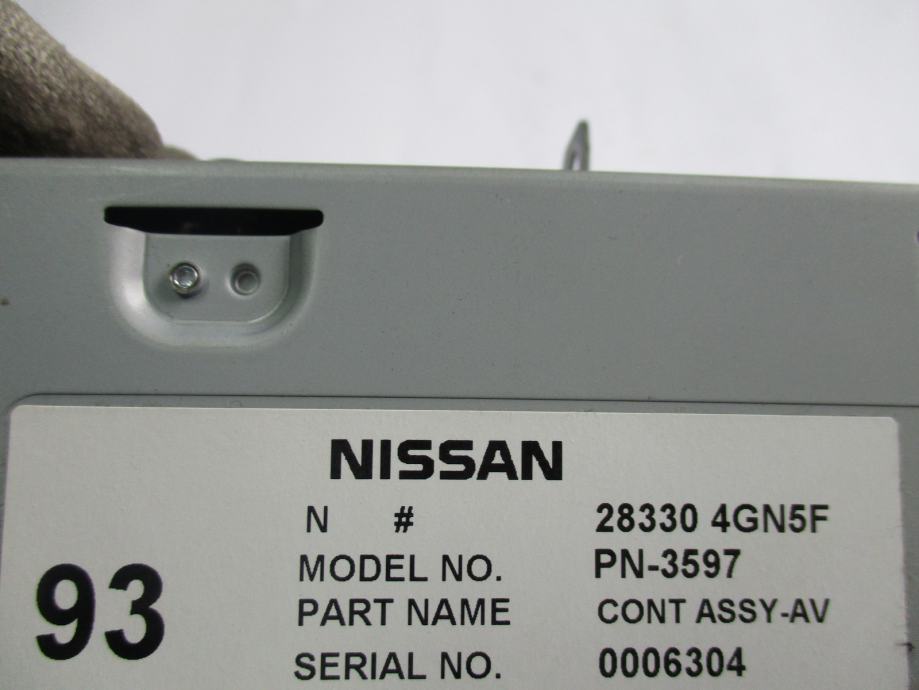 NISSAN
N # 28330 4GN5F
MODEL NO. PN-3597
PART NAME CONT ASSY-AV
93
SERIAL NO. 0006304